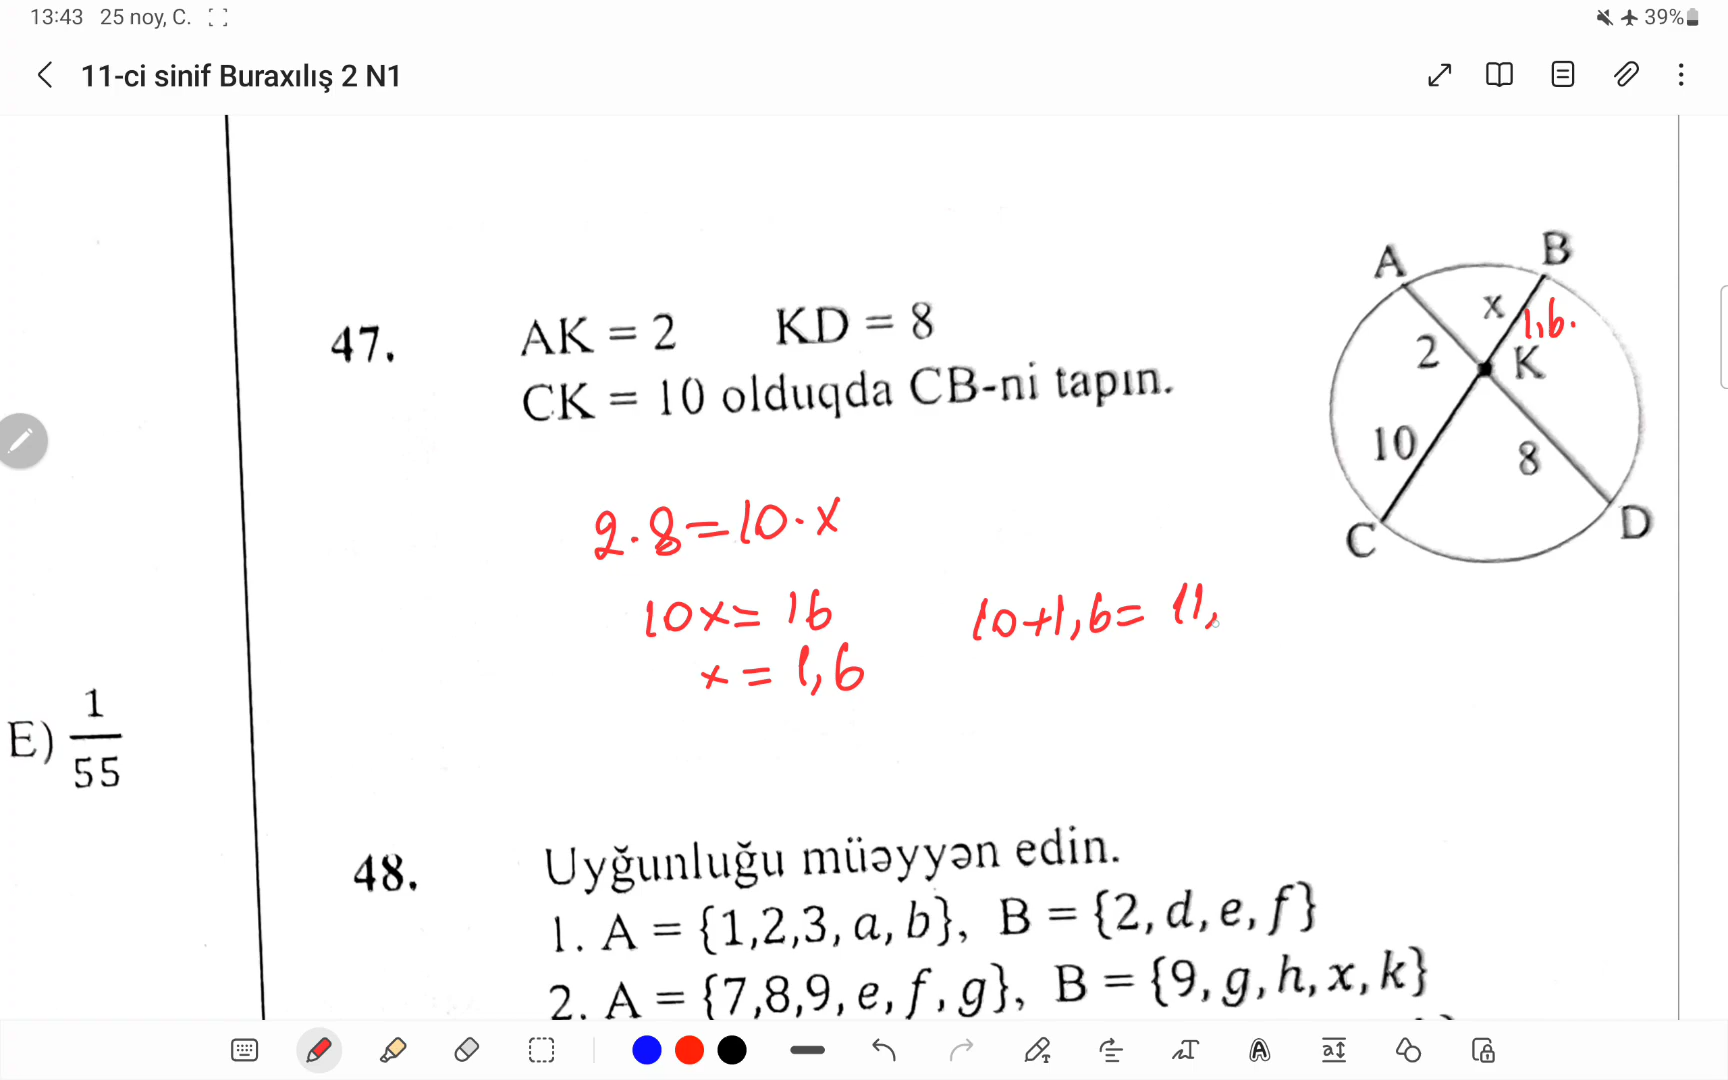 13:43 25 noy, C.
39%
11-ci sinif Buraxılış 2 N1
47. AK = 2 KD = 8
CK = 10 olduqda CB-ni tapın.
A
B
x
1,6.
2
K
10
8
C
D
2·8=10·x
10x=16
10+1,6= 11,
x=1,6
E) 1/55
48. Uyğunluğu müəyyən edin.
1. A = {1,2,3, a, b}, B = {2, d, e, f}
2. A = {7,8,9, e, f, g}, B = {9, g, h, x, k}